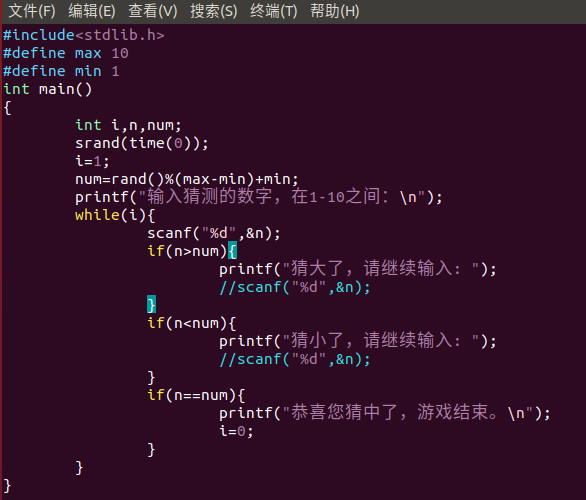 文件(F) 编辑(E) 查看(V) 搜索(S) 终端(T) 帮助(H)
#include<stdlib.h>
#define max 10
#define min 1
int main()
{
        int i,n,num;
        srand(time(0));
        i=1;
        num=rand()%(max-min)+min;
        printf("输入猜测的数字，在1-10之间：\n");
        while(i){
                scanf("%d",&n);
                if(n>num){
                        printf("猜大了，请继续输入：");
                        //scanf("%d",&n);
                }
                if(n<num){
                        printf("猜小了，请继续输入：");
                        //scanf("%d",&n);
                }
                if(n==num){
                        printf("恭喜您猜中了，游戏结束。\n");
                        i=0;
                }
        }
}